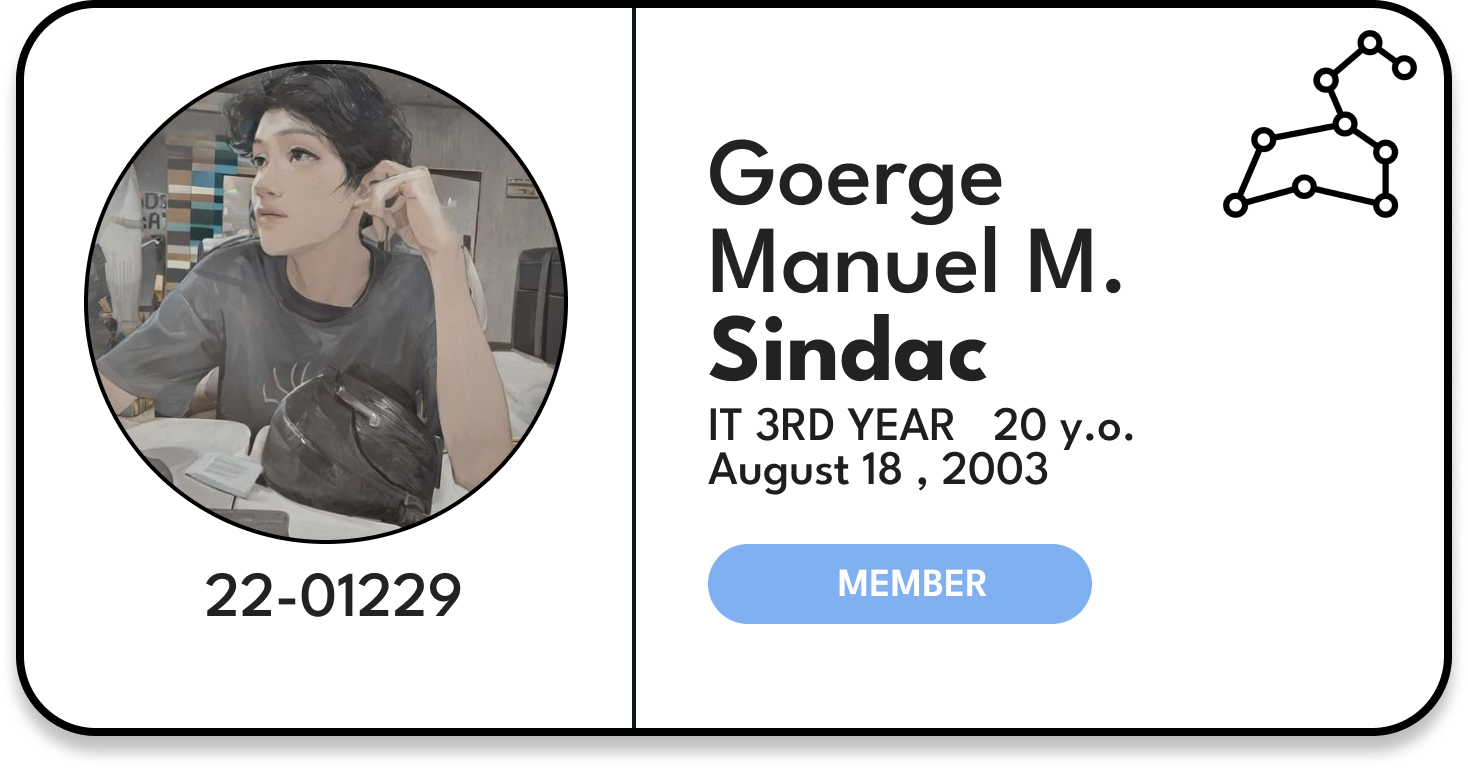 Goerge
Manuel M.
Sindac
IT 3RD YEAR 20 y.o.
August 18 , 2003
MEMBER
22-01229